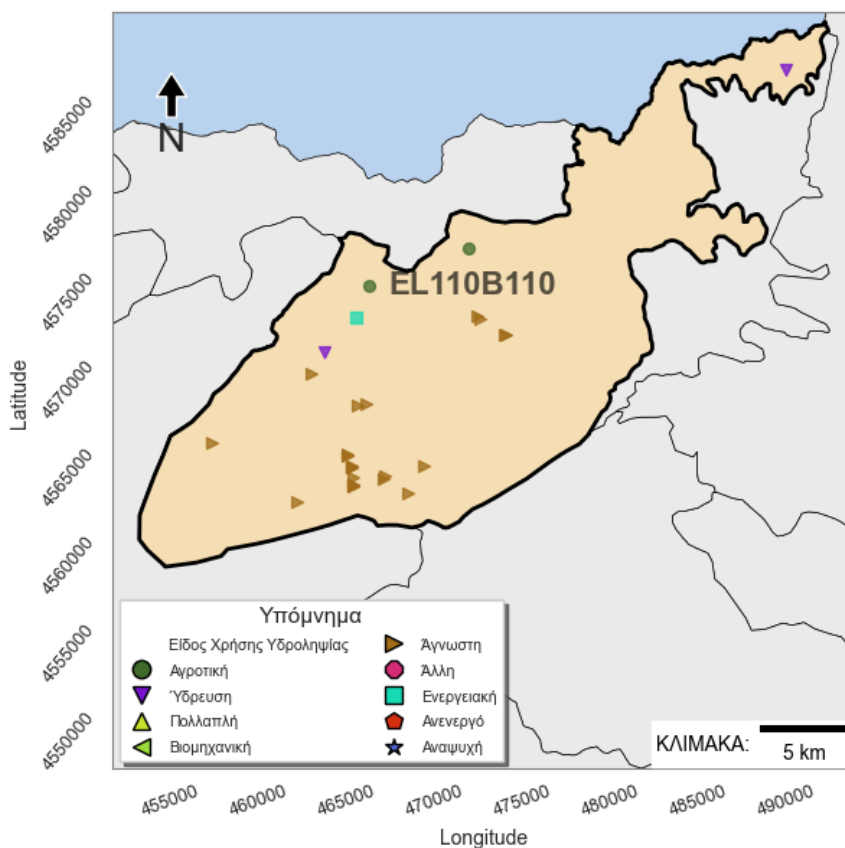 N
EL110B110
4585000
4580000
4575000
4570000
4565000
4560000
4555000
4550000
Latitude
Υπόμνημα
Είδος Χρήσης Υδροληψίας
Αγροτική
Ύδρευση
Πολλαπλή
Βιομηχανική
Άγνωστη
Άλλη
Ενεργειακή
Ανενεργό
Αναψυχή
ΚΛΙΜΑΚΑ:
5 km
455000
460000
465000
470000
475000
480000
485000
490000
Longitude